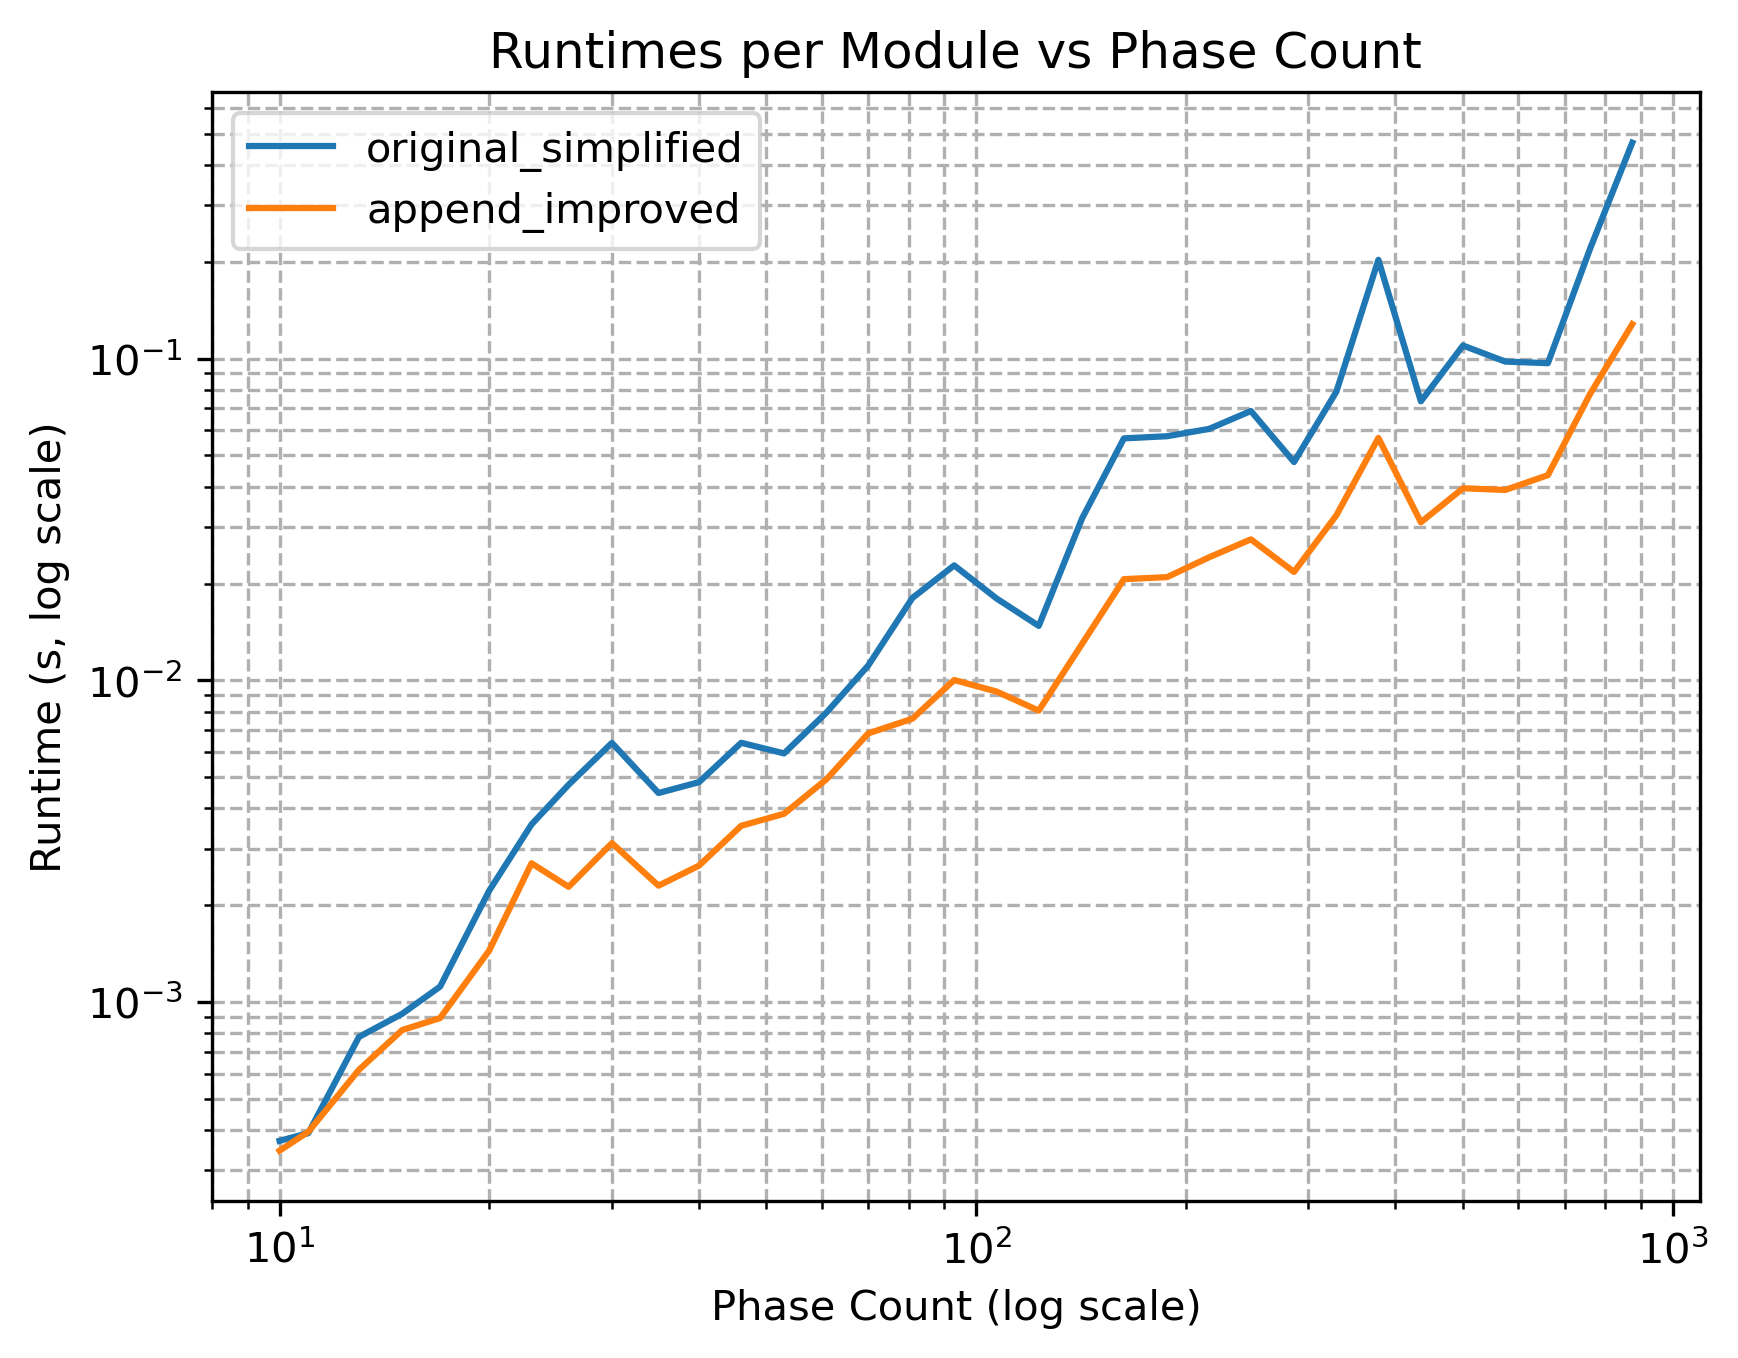 Runtimes per Module vs Phase Count
original_simplified
append_improved
Runtime (s, log scale)
10⁻¹
10⁻²
10⁻³
10¹ 10² 10³
Phase Count (log scale)